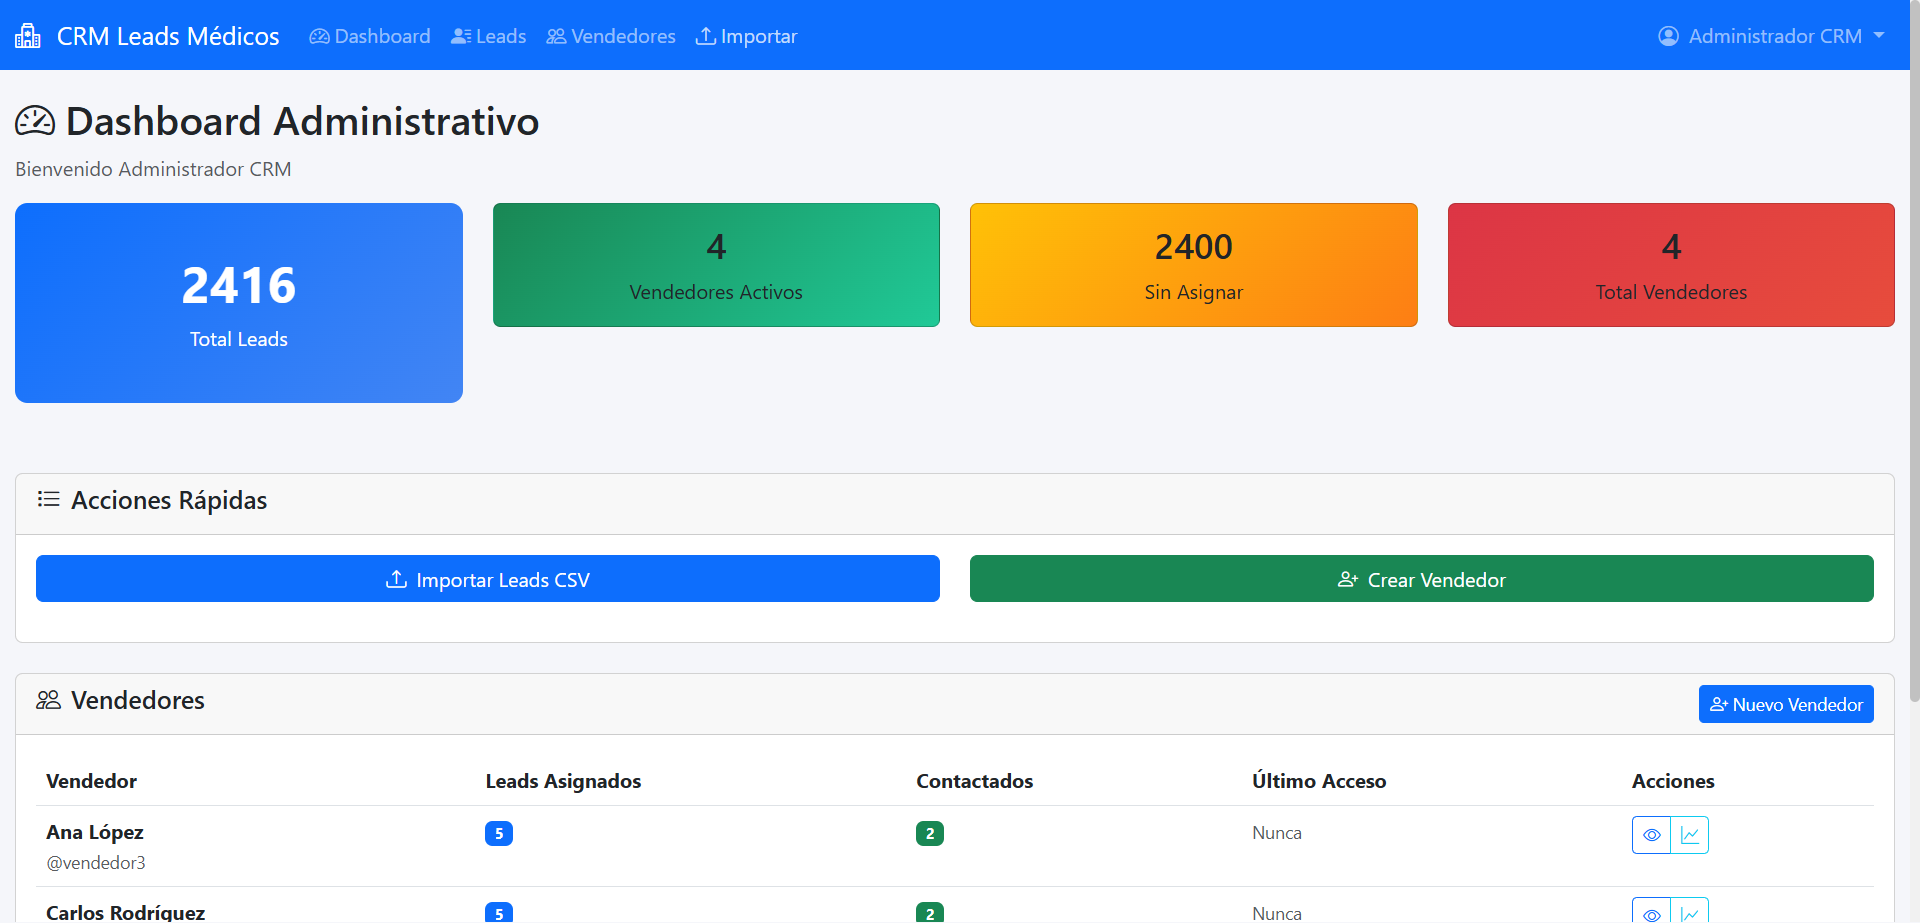 CRM Leads Médicos Dashboard Leads Vendedores Importar Administrador CRM
Dashboard Administrativo
Bienvenido Administrador CRM
2416
Total Leads
4
Vendedores Activos
2400
Sin Asignar
4
Total Vendedores
Acciones Rápidas
Importar Leads CSV
Crear Vendedor
Vendedores
Nuevo Vendedor
Vendedor Leads Asignados Contactados Último Acceso Acciones
Ana López 5 2 Nunca
@vendedor3
Carlos Rodríguez 5 2 Nunca